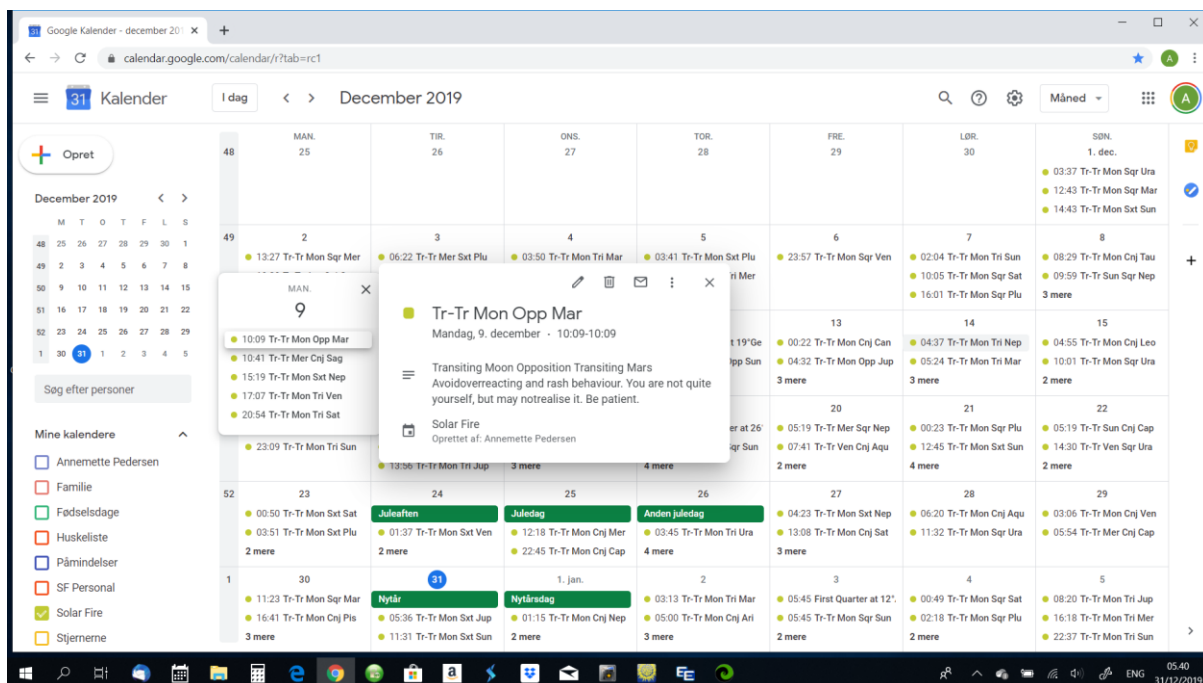 Google Kalender - december 201
calendar.google.com/calendar/r?tab=rc1
A
31 Kalender
I dag
December 2019
Måned
A
Opret
December 2019
M T O T F L S
48 25 26 27 28 29 30 1
49 2 3 4 5 6 7 8
50 9 10 11 12 13 14 15
51 16 17 18 19 20 21 22
52 23 24 25 26 27 28 29
1 30 31 1 2 3 4 5
Søg efter personer
Mine kalendere
Annemette Pedersen
Familie
Fødselsdage
Huskeliste
Påmindelser
SF Personal
Solar Fire
Stjernerne
MAN. TIR. ONS. TOR. FRE. LØR. SØN.
48 25 26 27 28 29 30 1. dec.
03:37 Tr-Tr Mon Sqr Ura
12:43 Tr-Tr Mon Sqr Mar
14:43 Tr-Tr Mon Sxt Sun
49 2 3 4 5 6 7 8
13:27 Tr-Tr Mon Sqr Mer
06:22 Tr-Tr Mer Sxt Plu
03:50 Tr-Tr Mon Tri Mar
03:41 Tr-Tr Mon Sxt Plu
ri Mer
23:57 Tr-Tr Mon Sqr Ven
02:04 Tr-Tr Mon Tri Sun
10:05 Tr-Tr Mon Sqr Sat
16:01 Tr-Tr Mon Sqr Plu
08:29 Tr-Tr Mon Cnj Tau
09:59 Tr-Tr Sun Sqr Nep
3 mere
MAN.
9
10:09 Tr-Tr Mon Opp Mar
10:41 Tr-Tr Mer Cnj Sag
15:19 Tr-Tr Mon Sxt Nep
17:07 Tr-Tr Mon Tri Ven
20:54 Tr-Tr Mon Tri Sat
Tr-Tr Mon Opp Mar
Mandag, 9. december · 10:09-10:09
Transiting Moon Opposition Transiting Mars
Avoidoverreacting and rash behaviour. You are not quite
yourself, but may notrealise it. Be patient.
Solar Fire
Oprettet af: Annemette Pedersen
t 19°Ge
pp Sun
13 14 15
00:22 Tr-Tr Mon Cnj Can
04:32 Tr-Tr Mon Opp Jup
3 mere
04:37 Tr-Tr Mon Tri Nep
05:24 Tr-Tr Mon Tri Mar
3 mere
04:55 Tr-Tr Mon Cnj Leo
10:01 Tr-Tr Mon Sqr Ura
2 mere
20 21 22
23:09 Tr-Tr Mon Tri Sun
13:56 Tr-Tr Mon Tri Jup
3 mere
er at 26°
qr Sun
4 mere
05:19 Tr-Tr Mer Sqr Nep
07:41 Tr-Tr Ven Cnj Aqu
2 mere
00:23 Tr-Tr Mon Sqr Plu
12:45 Tr-Tr Mon Sxt Sun
4 mere
05:19 Tr-Tr Sun Cnj Cap
14:30 Tr-Tr Ven Sqr Ura
2 mere
52 23 24 25 26 27 28 29
00:50 Tr-Tr Mon Sxt Sat
03:51 Tr-Tr Mon Sxt Plu
2 mere
Juleaften
01:37 Tr-Tr Mon Sxt Ven
2 mere
Juledag
12:18 Tr-Tr Mon Cnj Mer
22:45 Tr-Tr Mon Cnj Cap
Anden juledag
03:45 Tr-Tr Mon Tri Ura
4 mere
04:23 Tr-Tr Mon Sxt Nep
13:08 Tr-Tr Mon Cnj Sat
3 mere
06:20 Tr-Tr Mon Cnj Aqu
11:32 Tr-Tr Mon Sqr Ura
03:06 Tr-Tr Mon Cnj Ven
05:54 Tr-Tr Mer Cnj Cap
1 30 31 1. jan. 2 3 4 5
11:23 Tr-Tr Mon Sqr Mar
16:41 Tr-Tr Mon Cnj Pis
3 mere
Nytår
05:36 Tr-Tr Mon Sxt Jup
11:31 Tr-Tr Mon Sxt Sun
Nytårsdag
01:15 Tr-Tr Mon Cnj Nep
2 mere
03:13 Tr-Tr Mon Tri Mar
05:00 Tr-Tr Mon Cnj Ari
3 mere
05:45 First Quarter at 12°.
05:45 Tr-Tr Mon Sqr Sun
2 mere
00:49 Tr-Tr Mon Sqr Sat
02:18 Tr-Tr Mon Sqr Plu
2 mere
08:20 Tr-Tr Mon Tri Jup
16:18 Tr-Tr Mon Tri Mer
22:37 Tr-Tr Mon Tri Sun
ENG
05.40
31/12/2019